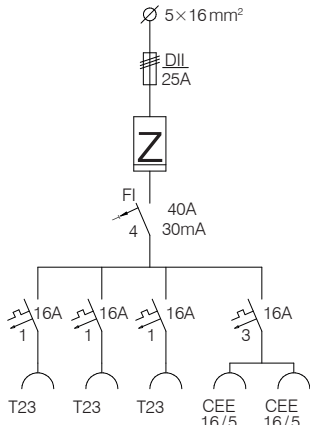 5×16 mm²
DII
25A
Z
FI
40A
4
30mA
16A 16A 16A 16A
1 1 1 3
T23 T23 T23 CEE CEE
16/5 16/5